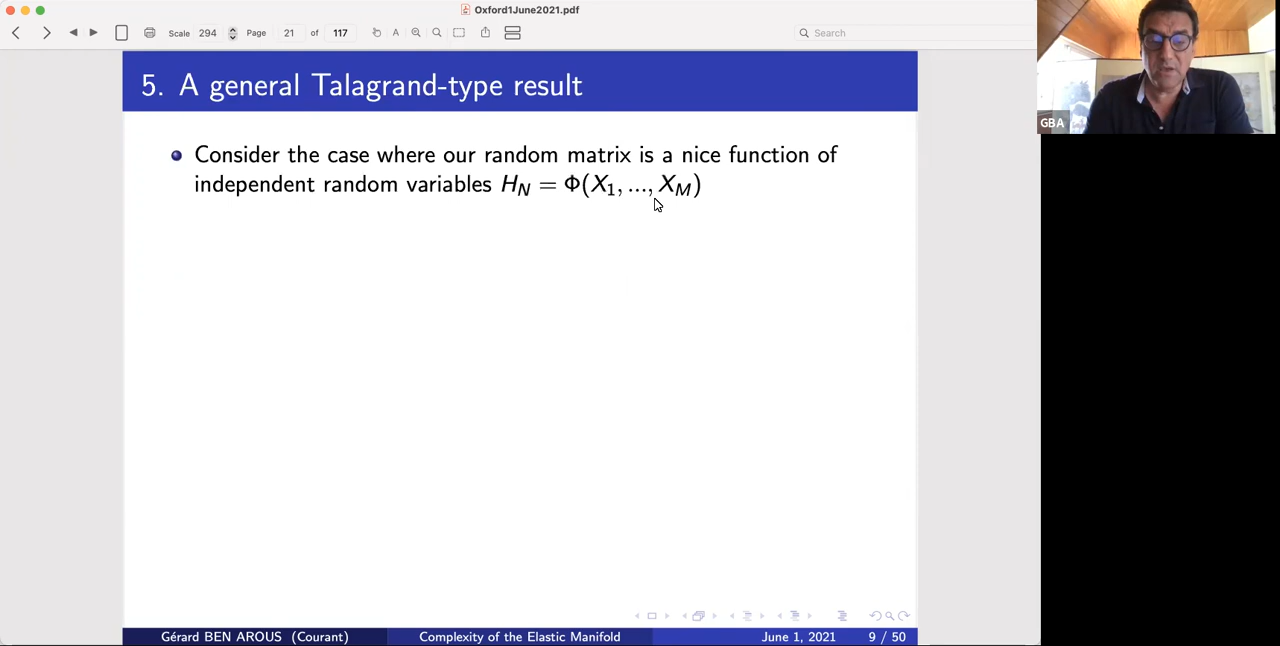 Oxford1June2021.pdf
Scale 294 Page 21 of 117 A Search
5. A general Talagrand-type result
Consider the case where our random matrix is a nice function of
independent random variables H_N = Φ(X_1, ..., X_M)
GBA
Gérard BEN AROUS (Courant) Complexity of the Elastic Manifold June 1, 2021 9 / 50